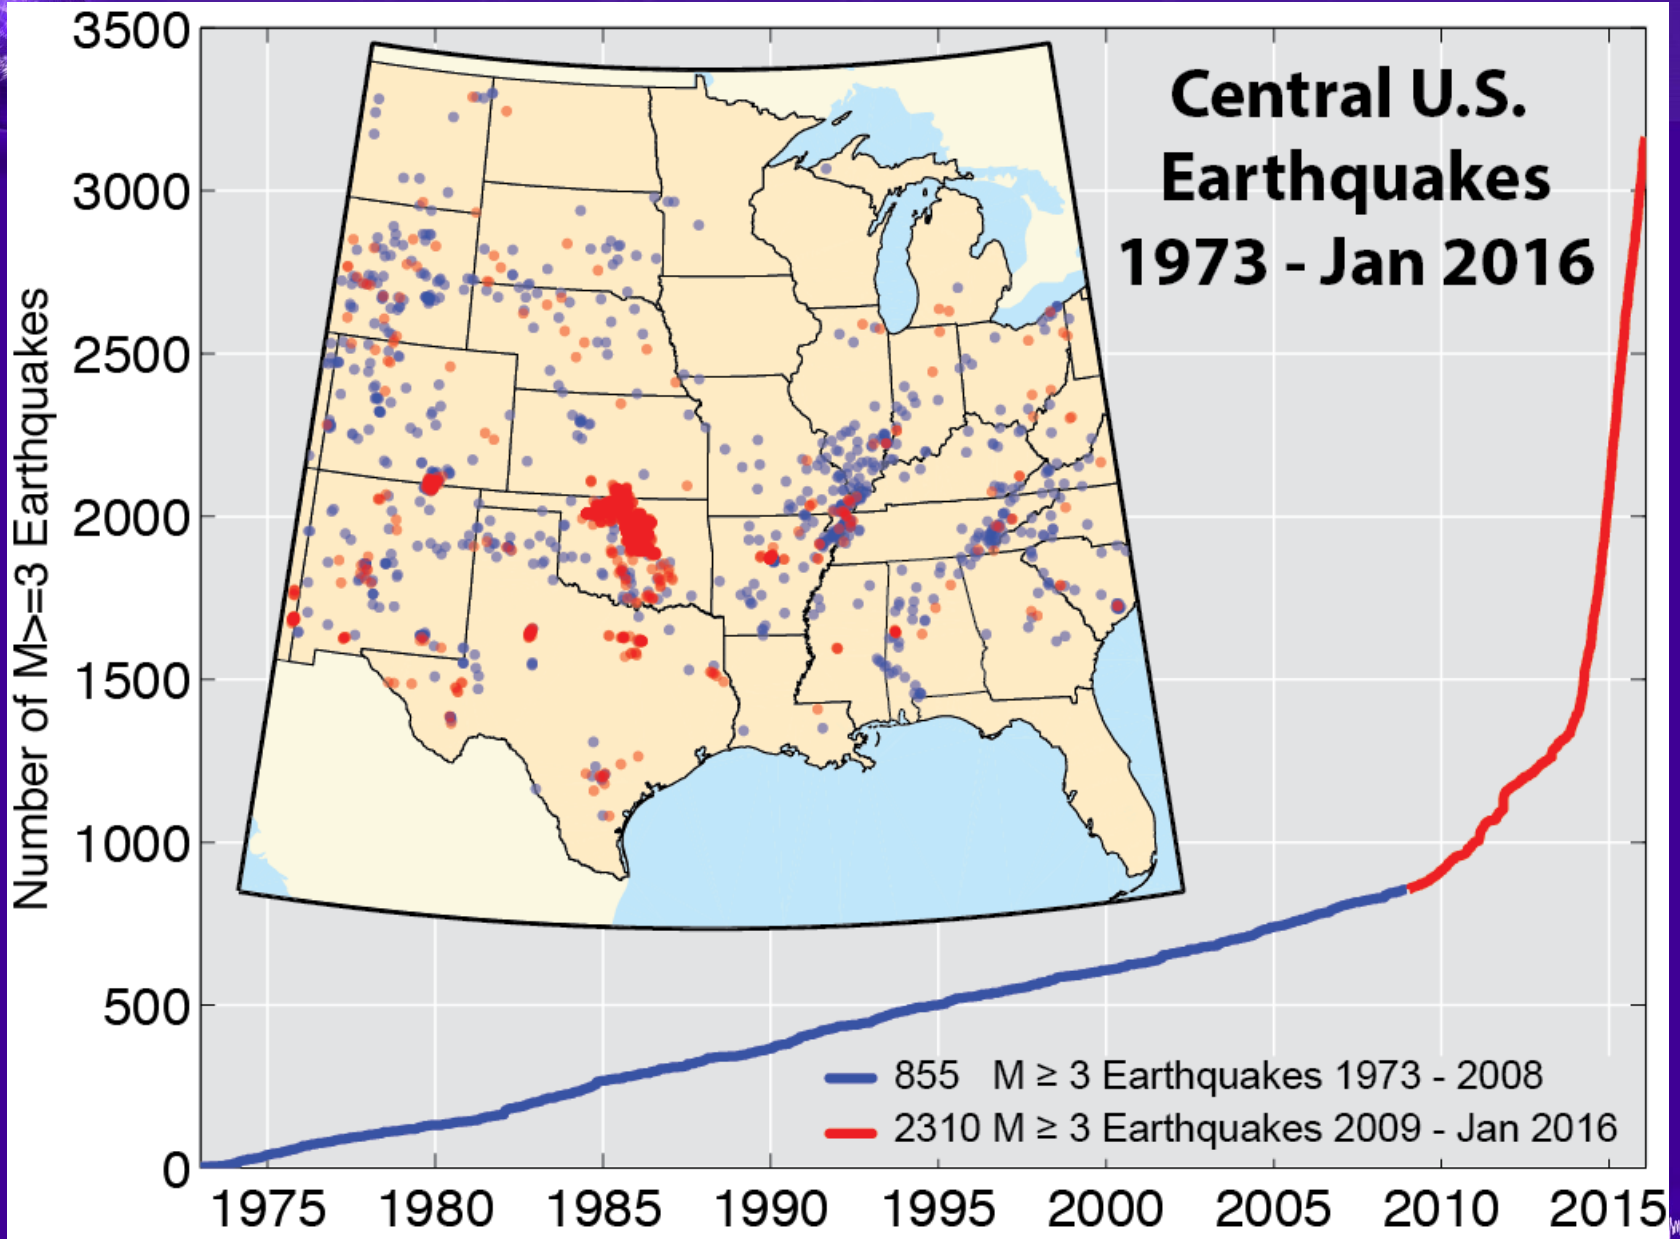 Central U.S.
Earthquakes
1973 - Jan 2016
Number of M>=3 Earthquakes
3500
3000
2500
2000
1500
1000
500
0
855 M ≥ 3 Earthquakes 1973 - 2008
2310 M ≥ 3 Earthquakes 2009 - Jan 2016
1975 1980 1985 1990 1995 2000 2005 2010 2015